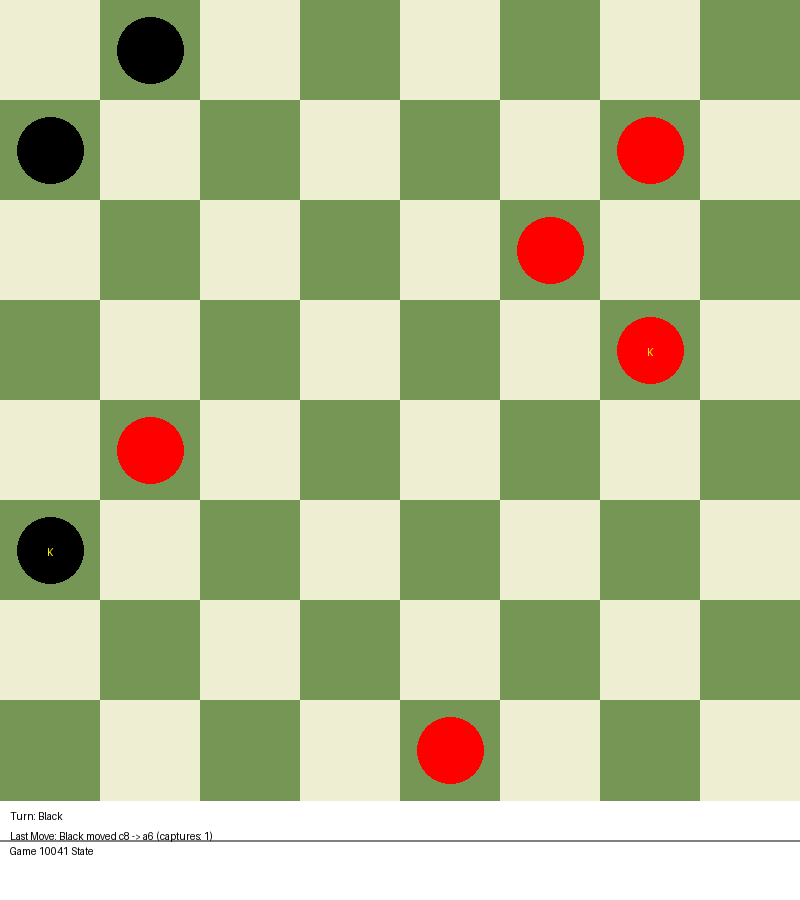 K
K
Turn: Black
Last Move: Black moved c8 -> a6 (captures: 1)
Game 10041 State